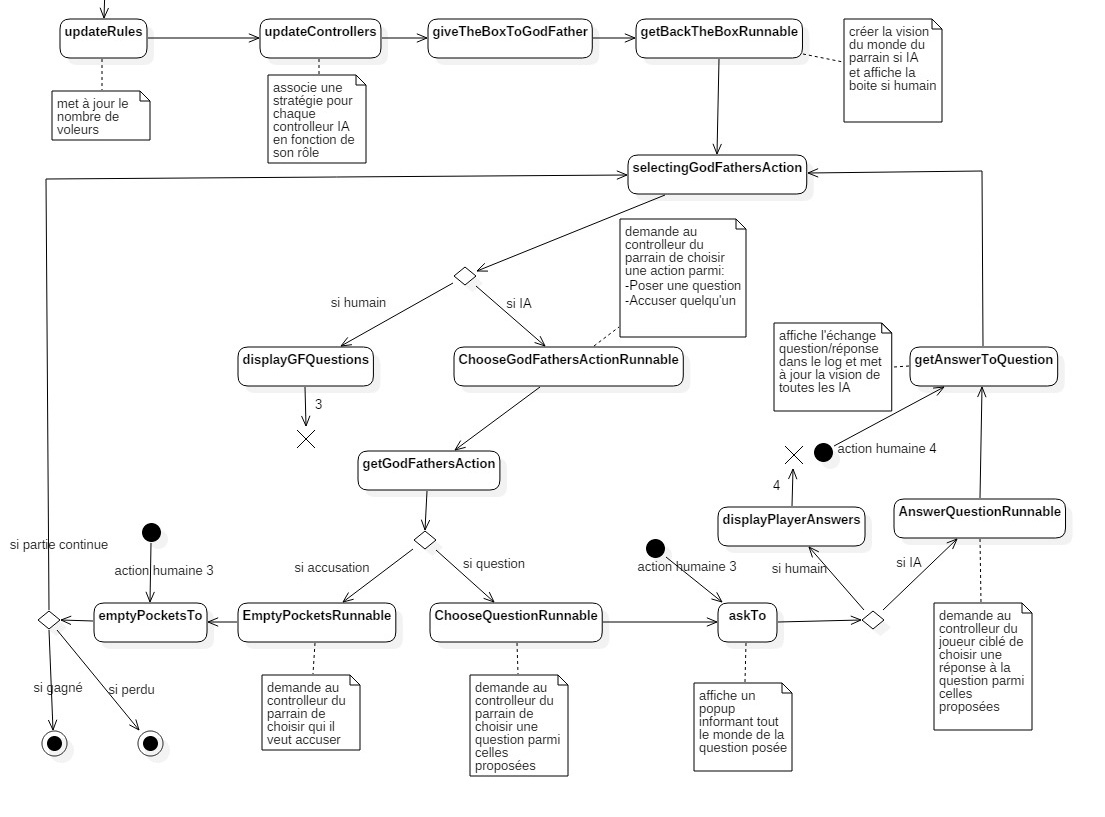 updateRules
updateControllers
giveTheBoxToGodFather
getBackTheBoxRunnable
créer la vision
du monde du
parrain si IA
et affiche la
boite si humain
met à jour le
nombre de
voleurs
associe une
stratégie pour
chaque
controlleur IA
en fonction de
son rôle
selectingGodFathersAction
demande au
controlleur du
parrain de choisir
une action parmi:
-Poser une question
-Accuser quelqu'un
si humain
si IA
displayGFQuestions
ChooseGodFathersActionRunnable
affiche l'échange
question/réponse
dans le log et met
à jour la vision de
toutes les IA
getAnswerToQuestion
3
action humaine 4
getGodFathersAction
4
displayPlayerAnswers
AnswerQuestionRunnable
si partie continue
action humaine 3
si accusation
si question
action humaine 3
si humain
si IA
emptyPocketsTo
EmptyPocketsRunnable
ChooseQuestionRunnable
askTo
demande au
controlleur du
joueur ciblé de
choisir une
réponse à la
question parmi
celles
proposées
si gagné
si perdu
demande au
controlleur du
parrain de
choisir qui il
veut accuser
demande au
controlleur du
parrain de
choisir une
question parmi
celles
proposées
affiche un
popup
informant tout
le monde de la
question posée